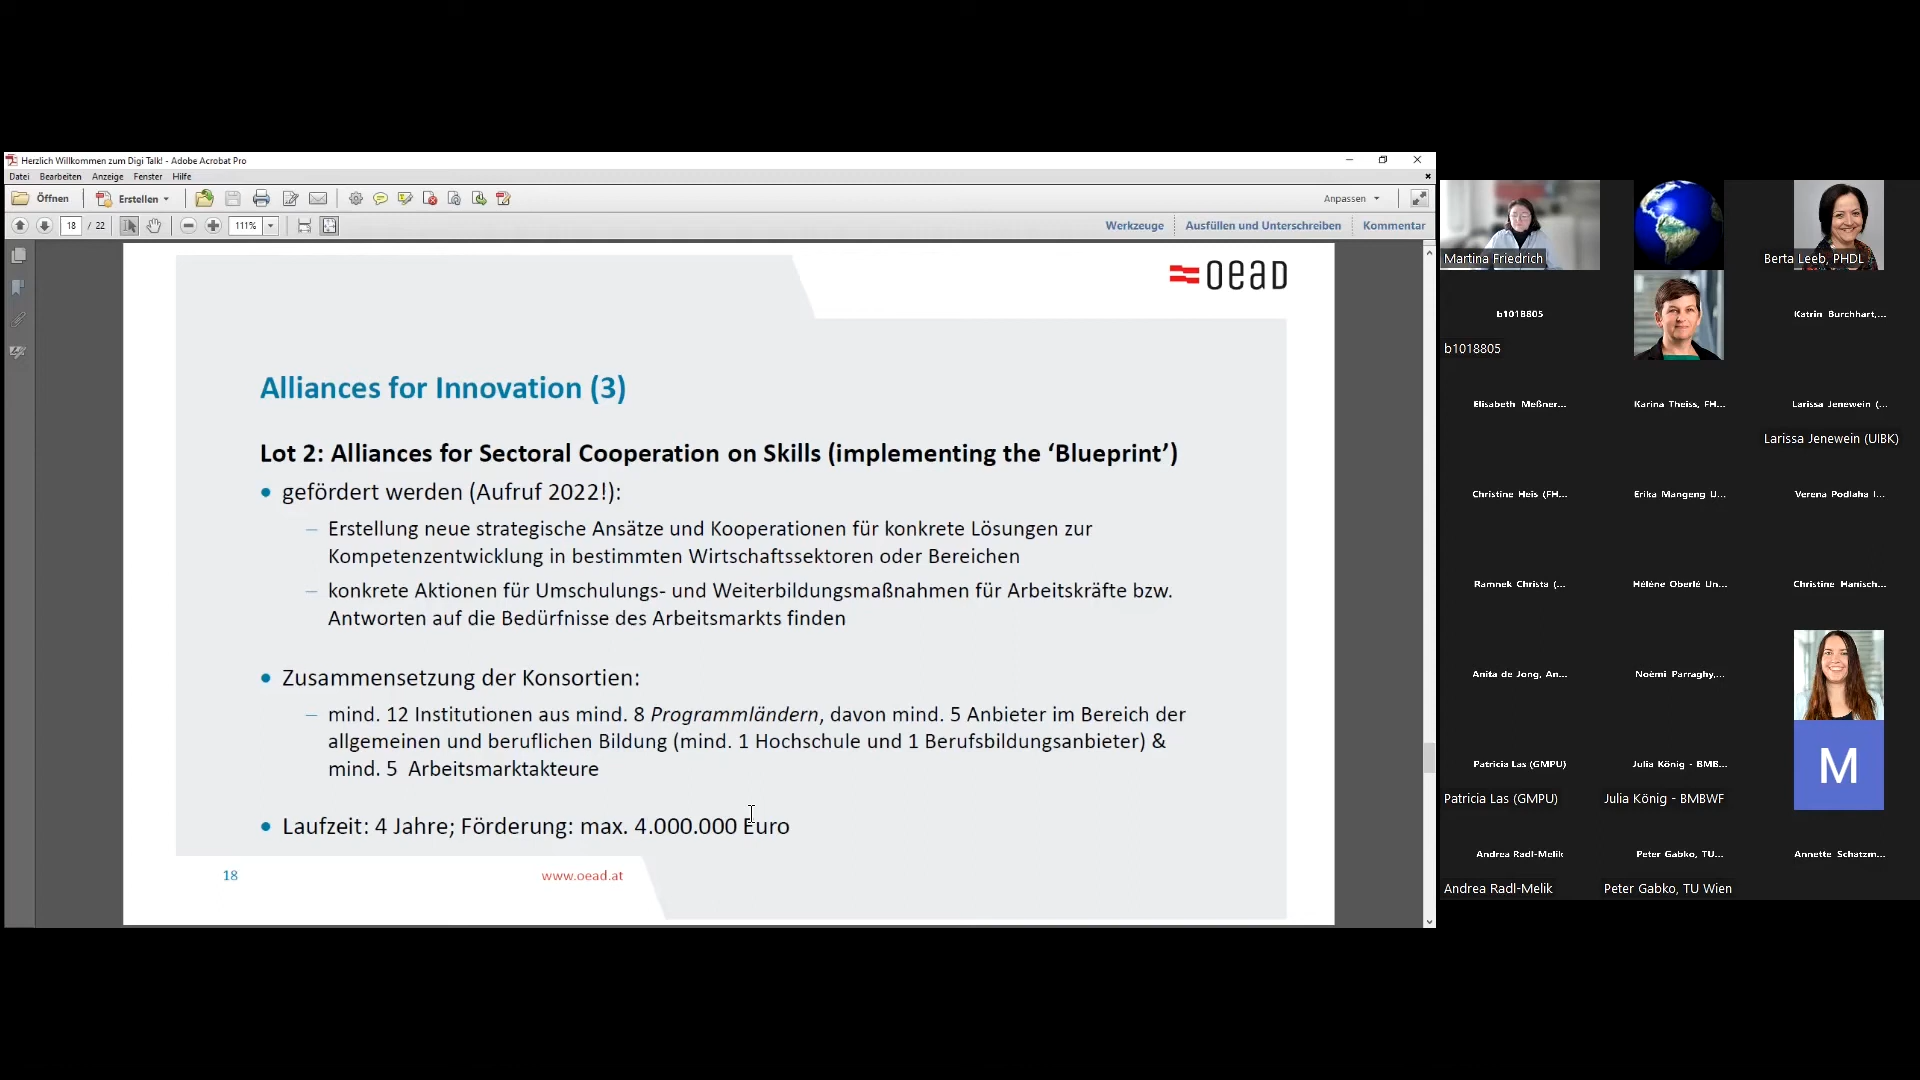 Herzlich Willkommen zum Digi Talk! - Adobe Acrobat Pro
Datei Bearbeiten Anzeige Fenster Hilfe
Öffnen Erstellen Anpassen
18 / 22 111% Werkzeuge Ausfüllen und Unterschreiben Kommentar
oead
Alliances for Innovation (3)
Lot 2: Alliances for Sectoral Cooperation on Skills (implementing the ‘Blueprint’)
• gefördert werden (Aufruf 2022!):
– Erstellung neue strategische Ansätze und Kooperationen für konkrete Lösungen zur
Kompetenzentwicklung in bestimmten Wirtschaftssektoren oder Bereichen
– konkrete Aktionen für Umschulungs- und Weiterbildungsmaßnahmen für Arbeitskräfte bzw.
Antworten auf die Bedürfnisse des Arbeitsmarkts finden
• Zusammensetzung der Konsortien:
– mind. 12 Institutionen aus mind. 8 Programmländern, davon mind. 5 Anbieter im Bereich der
allgemeinen und beruflichen Bildung (mind. 1 Hochschule und 1 Berufsbildungsanbieter) &
mind. 5 Arbeitsmarktakteure
• Laufzeit: 4 Jahre; Förderung: max. 4.000.000 Euro
18 www.oead.at
Martina Friedrich
Berta Leeb, PHDL
b1018805
b1018805
Katrin Burchhart,...
Elisabeth Meßner...
Karina Theiss, FH...
Larissa Jenewein (...
Larissa Jenewein (UIBK)
Christine Heis (FH...
Erika Mangeng U...
Verena Podlaha I...
Ramnek Christa (...
Hélène Oberlé Un...
Christine Hanisch...
Anita de Jong, An...
Noèmi Parraghy,...
Patricia Las (GMPU)
Patricia Las (GMPU)
Julia König - BMB...
Julia König - BMBWF
M
Andrea Radl-Melik
Andrea Radl-Melik
Peter Gabko, TU...
Peter Gabko, TU Wien
Annette Schatzm...